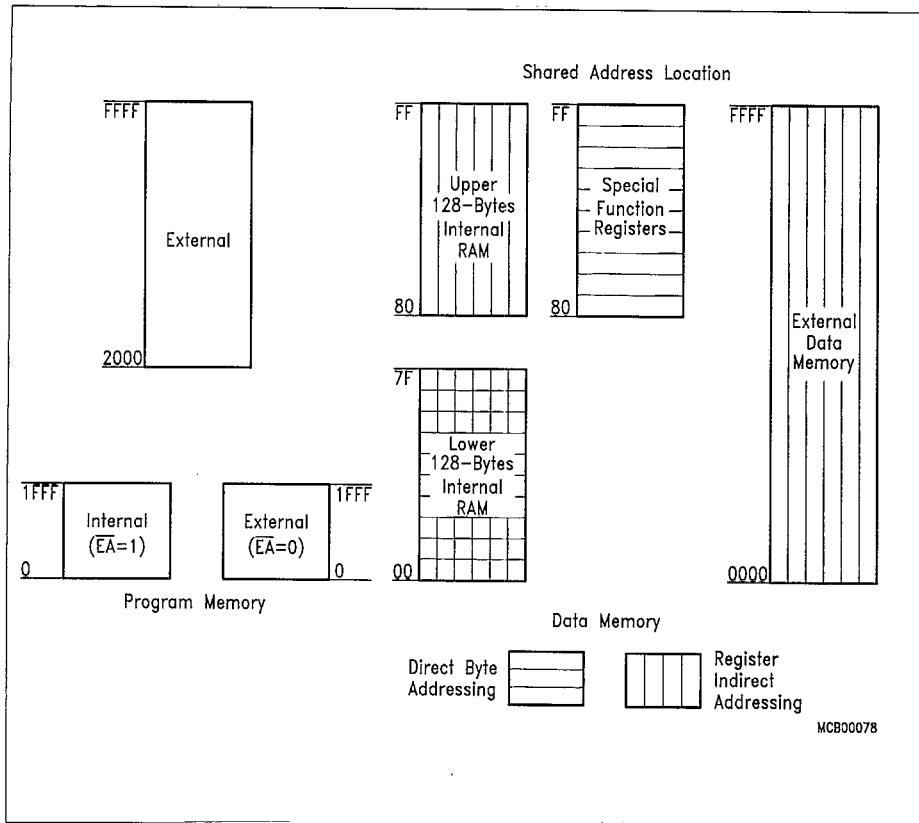 Shared Address Location
FFFF
External
2000
1FFF
Internal
(E̅A̅=1)
0
External
(E̅A̅=0)
1FFF
0
Program Memory
FF
Upper
128-Bytes
Internal
RAM
80
FF
Special
Function
Registers
80
7F
Lower
128-Bytes
Internal
RAM
00
FFFF
External
Data
Memory
0000
Data Memory
Direct Byte
Addressing
Register
Indirect
Addressing
MCB00078